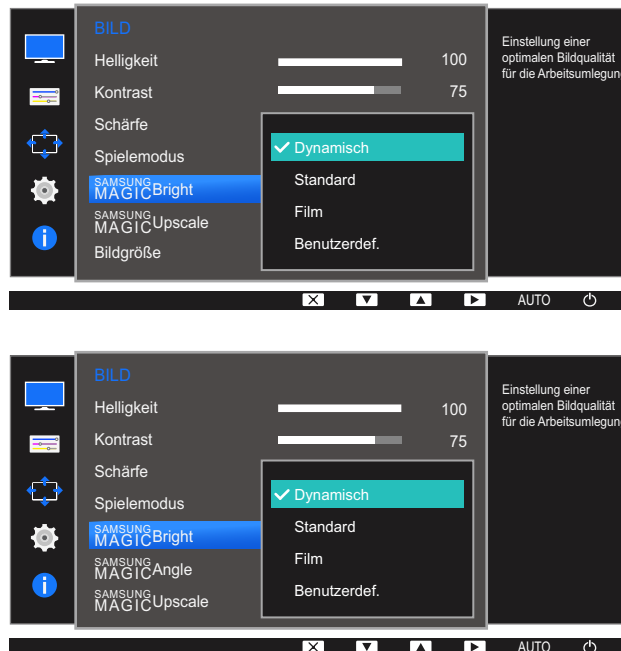 BILD
Helligkeit 100
Kontrast 75
Schärfe
Spielemodus
SAMSUNG
MAGICBright
SAMSUNG
MAGICUpscale
Bildgröße
Dynamisch
Standard
Film
Benutzerdef.
Einstellung einer
optimalen Bildqualität
für die Arbeitsumlegun
AUTO
BILD
Helligkeit 100
Kontrast 75
Schärfe
Spielemodus
SAMSUNG
MAGICBright
SAMSUNG
MAGICAngle
SAMSUNG
MAGICUpscale
Dynamisch
Standard
Film
Benutzerdef.
Einstellung einer
optimalen Bildqualität
für die Arbeitsumlegun
AUTO